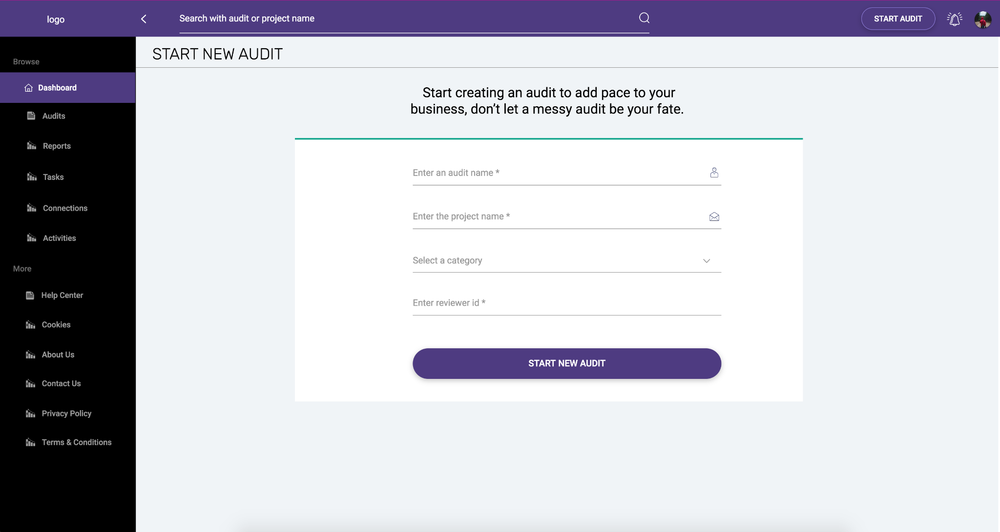 logo
Search with audit or project name
START AUDIT
Browse
Dashboard
Audits
Reports
Tasks
Connections
Activities
More
Help Center
Cookies
About Us
Contact Us
Privacy Policy
Terms & Conditions
START NEW AUDIT
Start creating an audit to add pace to your
business, don’t let a messy audit be your fate.
Enter an audit name *
Enter the project name *
Select a category
Enter reviewer id *
START NEW AUDIT